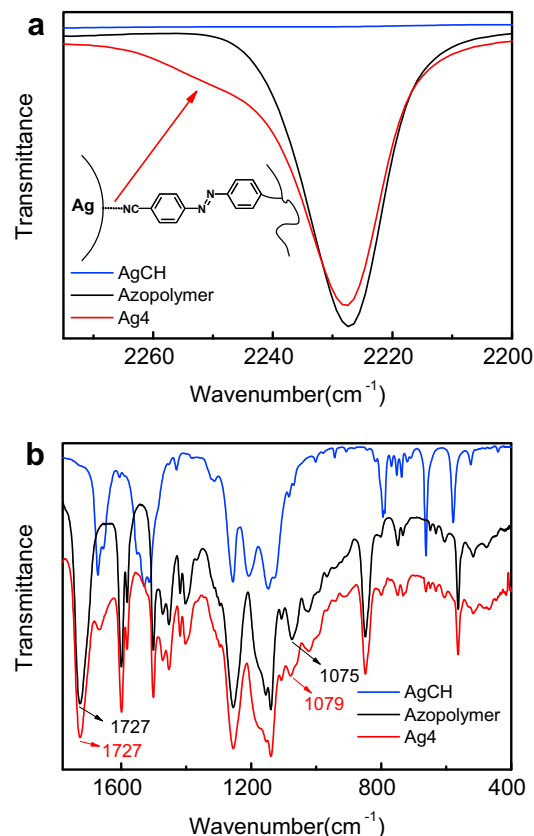 a
Transmittance
Ag
NC
N
N
AgCH
Azopolymer
Ag4
2260 2240 2220 2200
Wavenumber(cm⁻¹)
b
Transmittance
1727
1727
1075
1079
AgCH
Azopolymer
Ag4
1600 1200 800 400
Wavenumber(cm⁻¹)